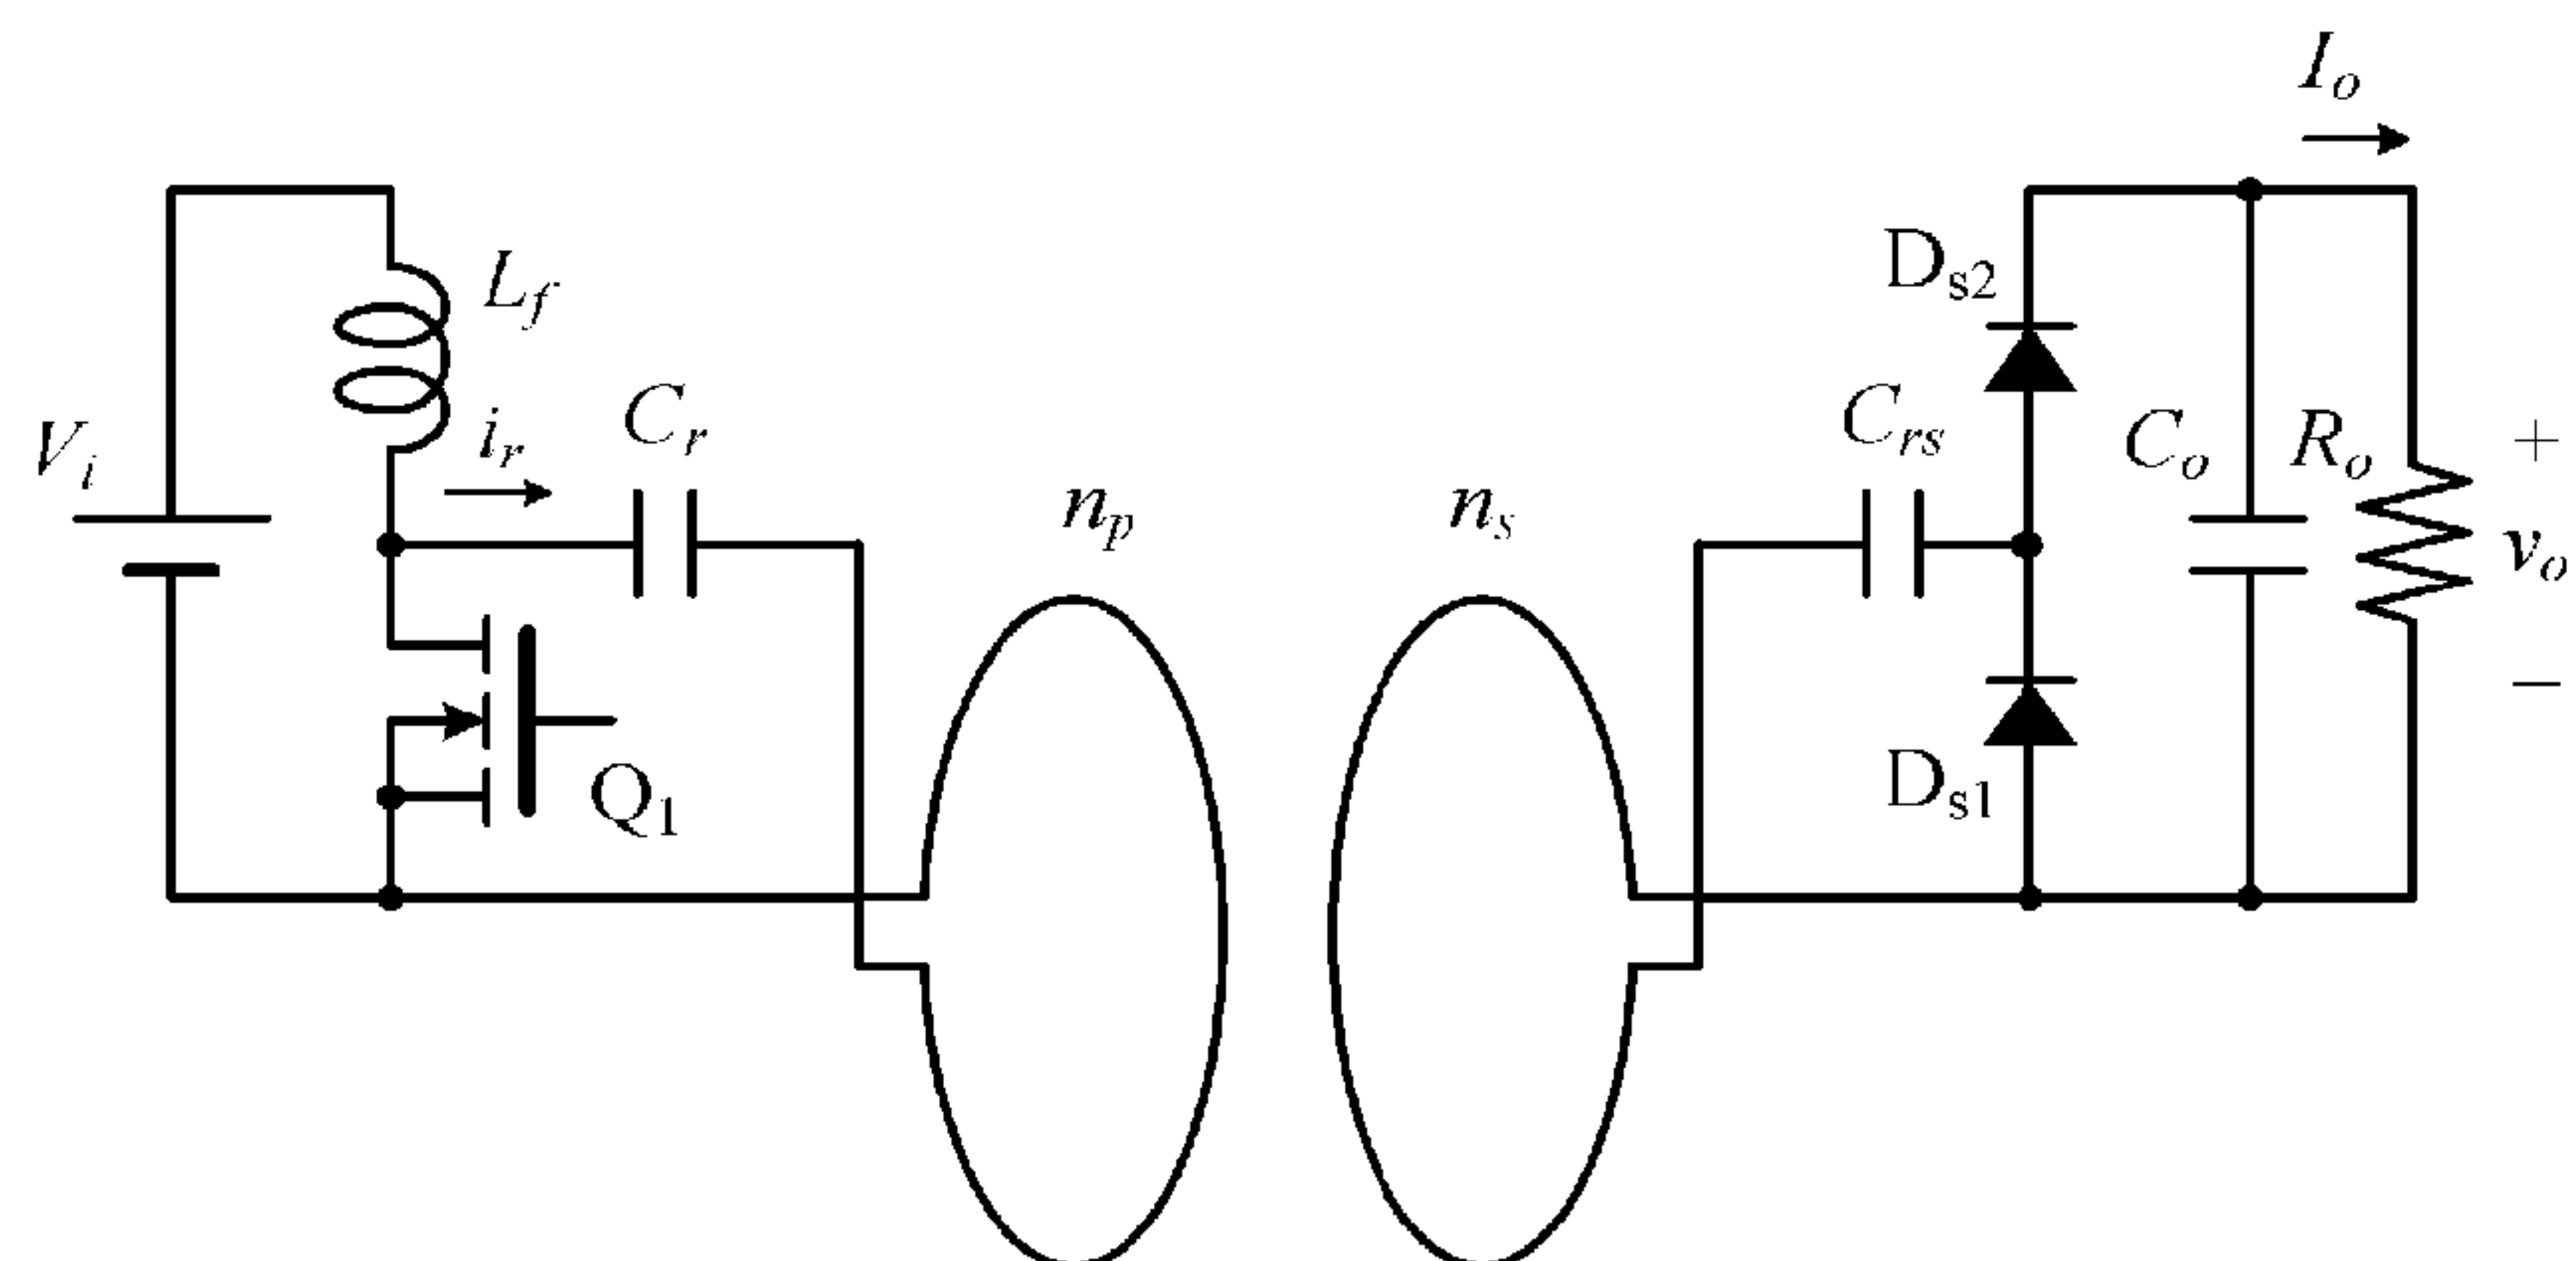 I_o
D_s2
L_f
C_r
C_rs
i_r
C_o
R_o
+
V_i
n_p
n_s
v_o
−
D_s1
Q_1